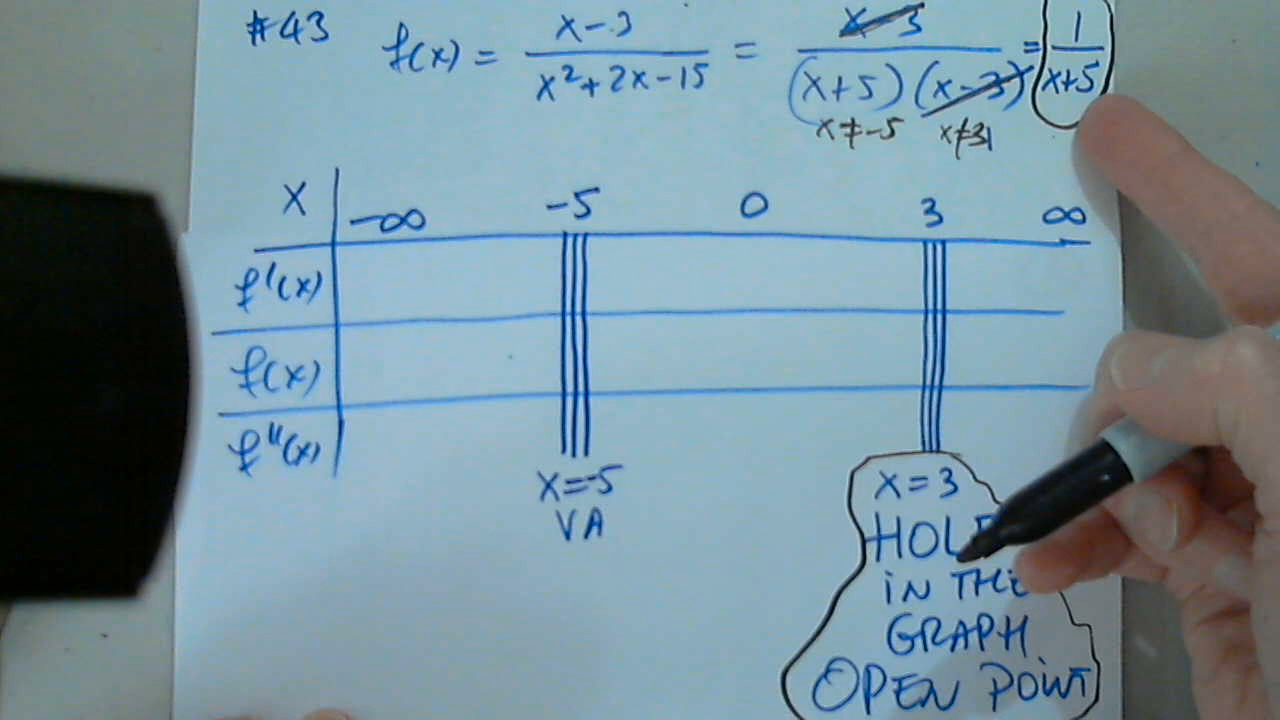 #43 f(x) = x-3 / x²+2x-15 = x-3 / (x+5)(x-3) = 1 / x+5
x≠-5 x≠3
x -∞ -5 0 3 ∞
f'(x)
f(x)
f''(x)
x=-5 x=3
VA HOLE
iN THE
GRAPH
OPEN POiNT